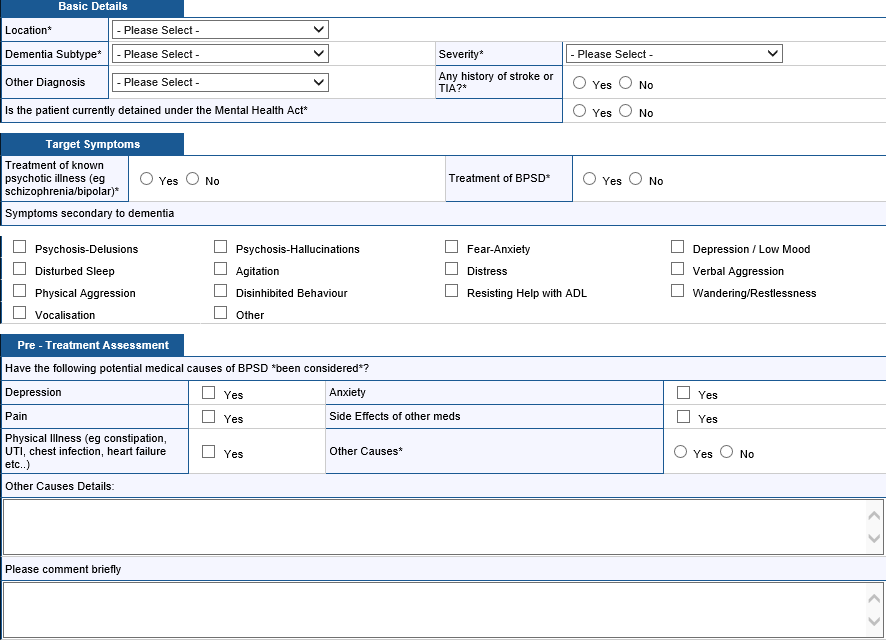 Basic Details
Location*
- Please Select -
Dementia Subtype*
- Please Select -
Severity*
- Please Select -
Other Diagnosis
- Please Select -
Any history of stroke or
TIA?*
Yes No
Is the patient currently detained under the Mental Health Act*
Yes No
Target Symptoms
Treatment of known
psychotic illness (eg
schizophrenia/bipolar)*
Yes No
Treatment of BPSD*
Yes No
Symptoms secondary to dementia
Psychosis-Delusions Psychosis-Hallucinations Fear-Anxiety Depression / Low Mood
Disturbed Sleep Agitation Distress Verbal Aggression
Physical Aggression Disinhibited Behaviour Resisting Help with ADL Wandering/Restlessness
Vocalisation Other
Pre - Treatment Assessment
Have the following potential medical causes of BPSD *been considered*?
Depression Yes Anxiety Yes
Pain Yes Side Effects of other meds Yes
Physical Illness (eg constipation,
UTI, chest infection, heart failure
etc..)
Yes
Other Causes*
Yes No
Other Causes Details:
Please comment briefly